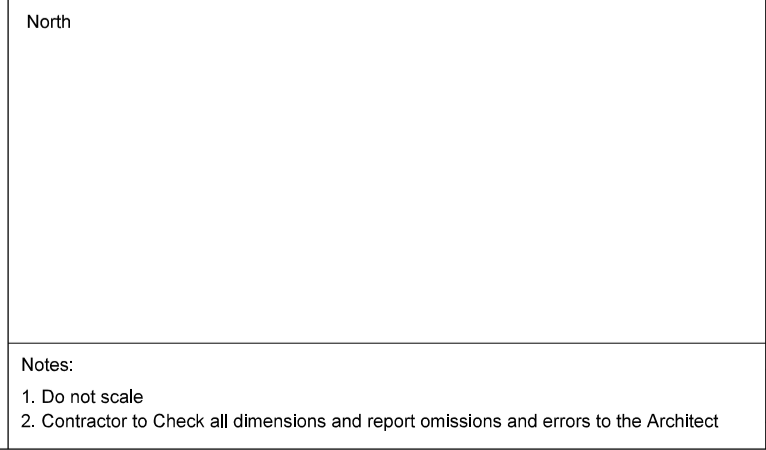 North
Notes:
1. Do not scale
2. Contractor to Check all dimensions and report omissions and errors to the Architect